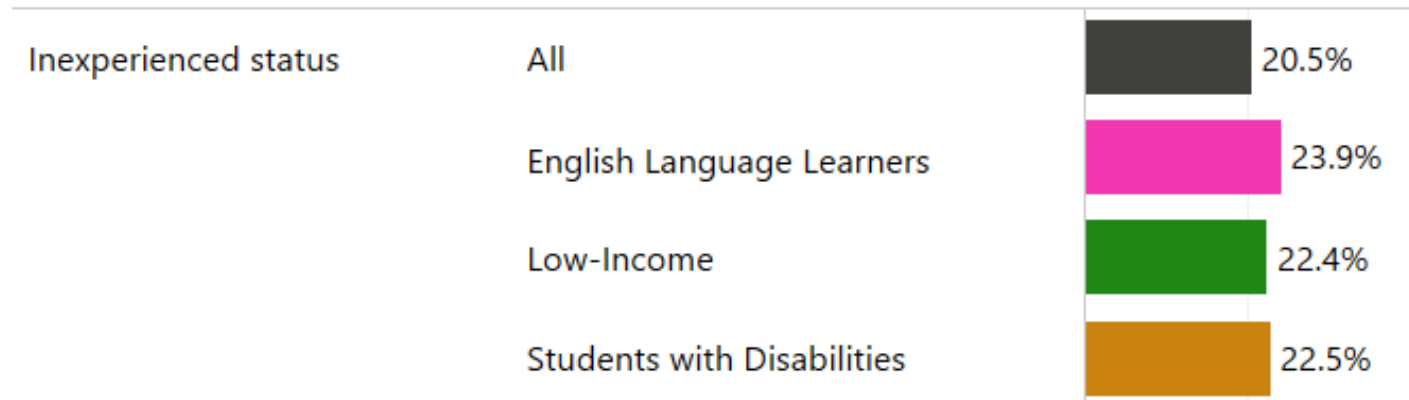 Inexperienced status All 20.5%
English Language Learners 23.9%
Low-Income 22.4%
Students with Disabilities 22.5%